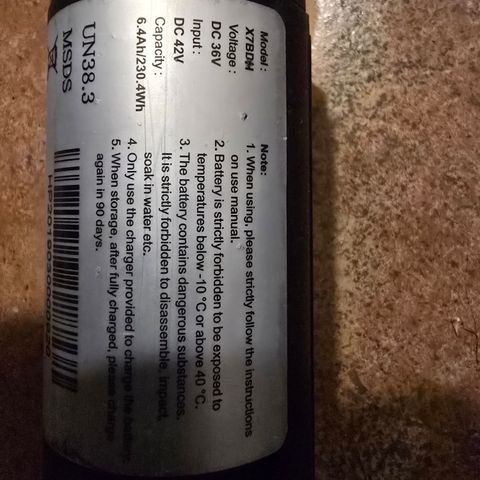 Model :
X7BDH
Voltage :
DC 36V
Input :
DC 42V
Capacity :
6.4Ah/230.4Wh
UN38.3
MSDS
Note:
1. When using, please strictly follow the instructions
on use manual.
2. Battery is strictly forbidden to be exposed to
temperatures below -10 °C or above 40 °C.
3. The battery contains dangerous substances.
It is strictly forbidden to disassemble, impact,
soak in water etc.
4. Only use the charger provided to charge the battery.
5. When storage, after fully charged, please charge
again in 90 days.